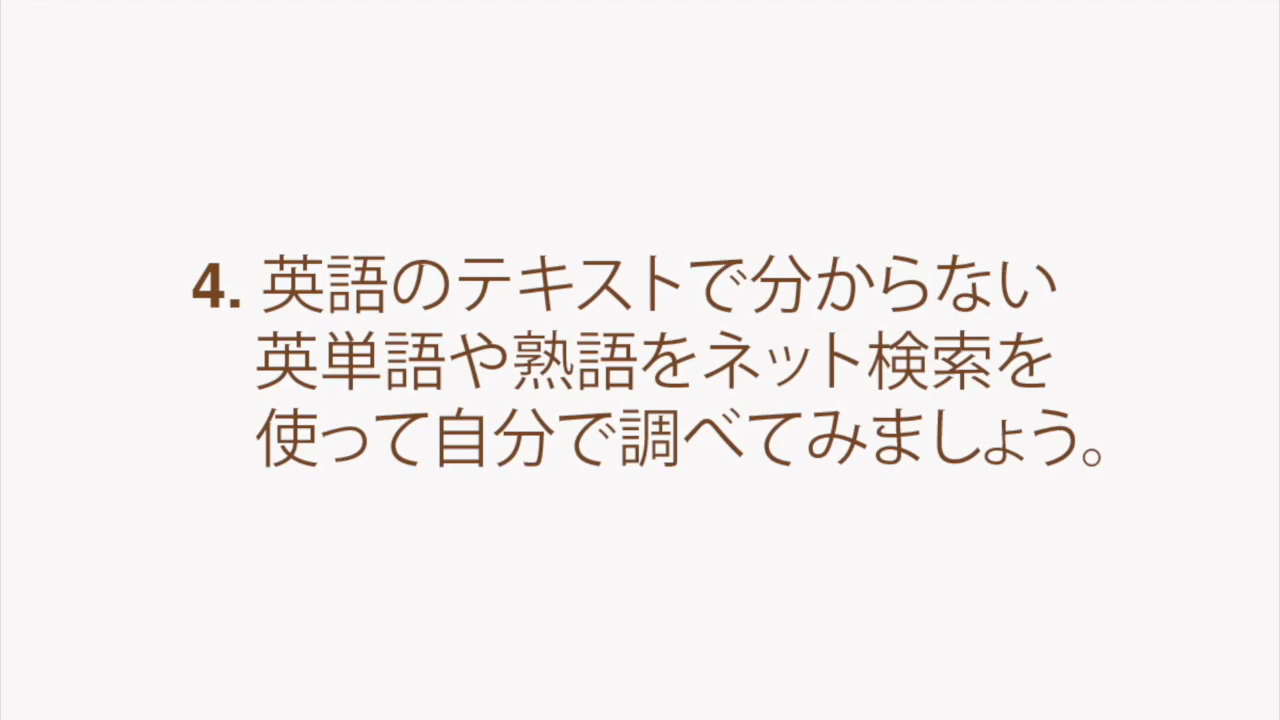 4. 英語のテキストで分からない
英単語や熟語をネット検索を
使って自分で調べてみましょう。